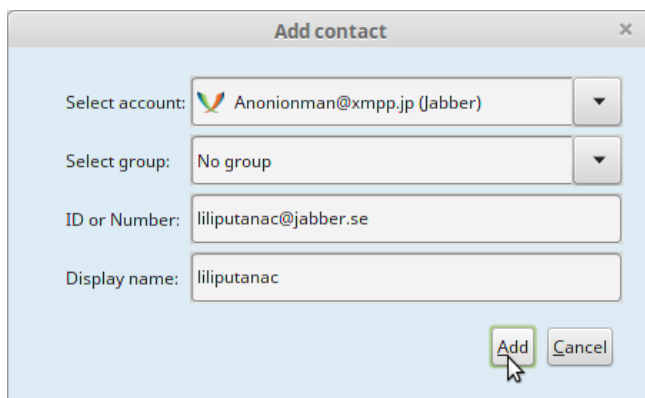 Add contact
Select account: Anonionman@xmpp.jp (Jabber)
Select group: No group
ID or Number: liliputanac@jabber.se
Display name: liliputanac
Add Cancel